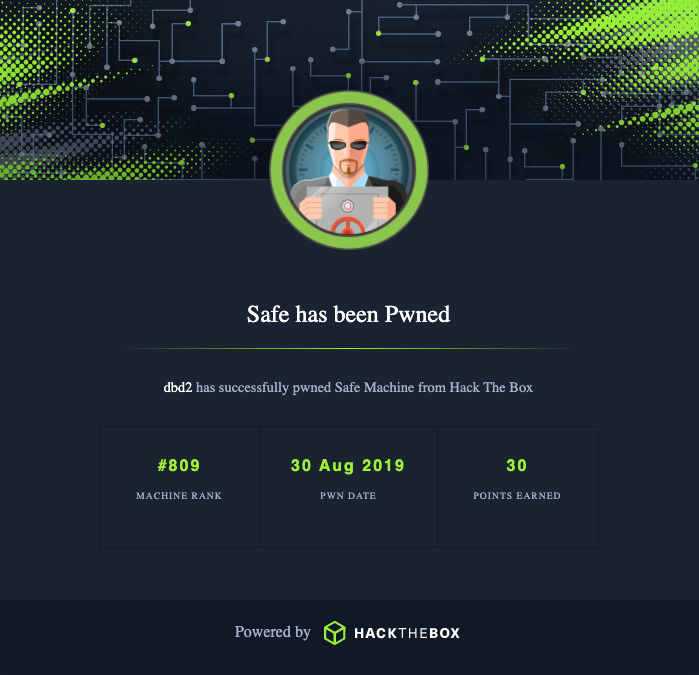 Safe has been Pwned
dbd2 has successfully pwned Safe Machine from Hack The Box
#809
MACHINE RANK
30 Aug 2019
PWN DATE
30
POINTS EARNED
Powered by HACKTHEBOX